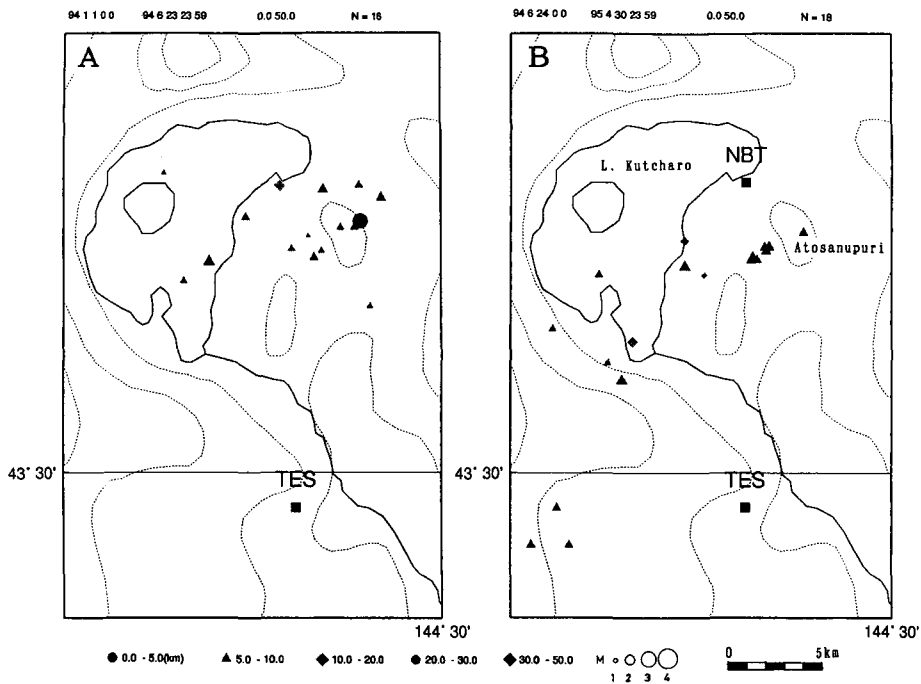 94 1 1 0 0 94 6 23 23 59 0.0 50.0 N = 16
94 6 24 0 0 95 4 30 23 59 0.0 50.0 N = 18
A
B
L. Kutcharo
NBT
Atosanupuri
43° 30'
TES
TES
144° 30'
144° 30'
0.0 - 5.0(km) 5.0 - 10.0 10.0 - 20.0 20.0 - 30.0 30.0 - 50.0 M 1 2 3 4
0 5km